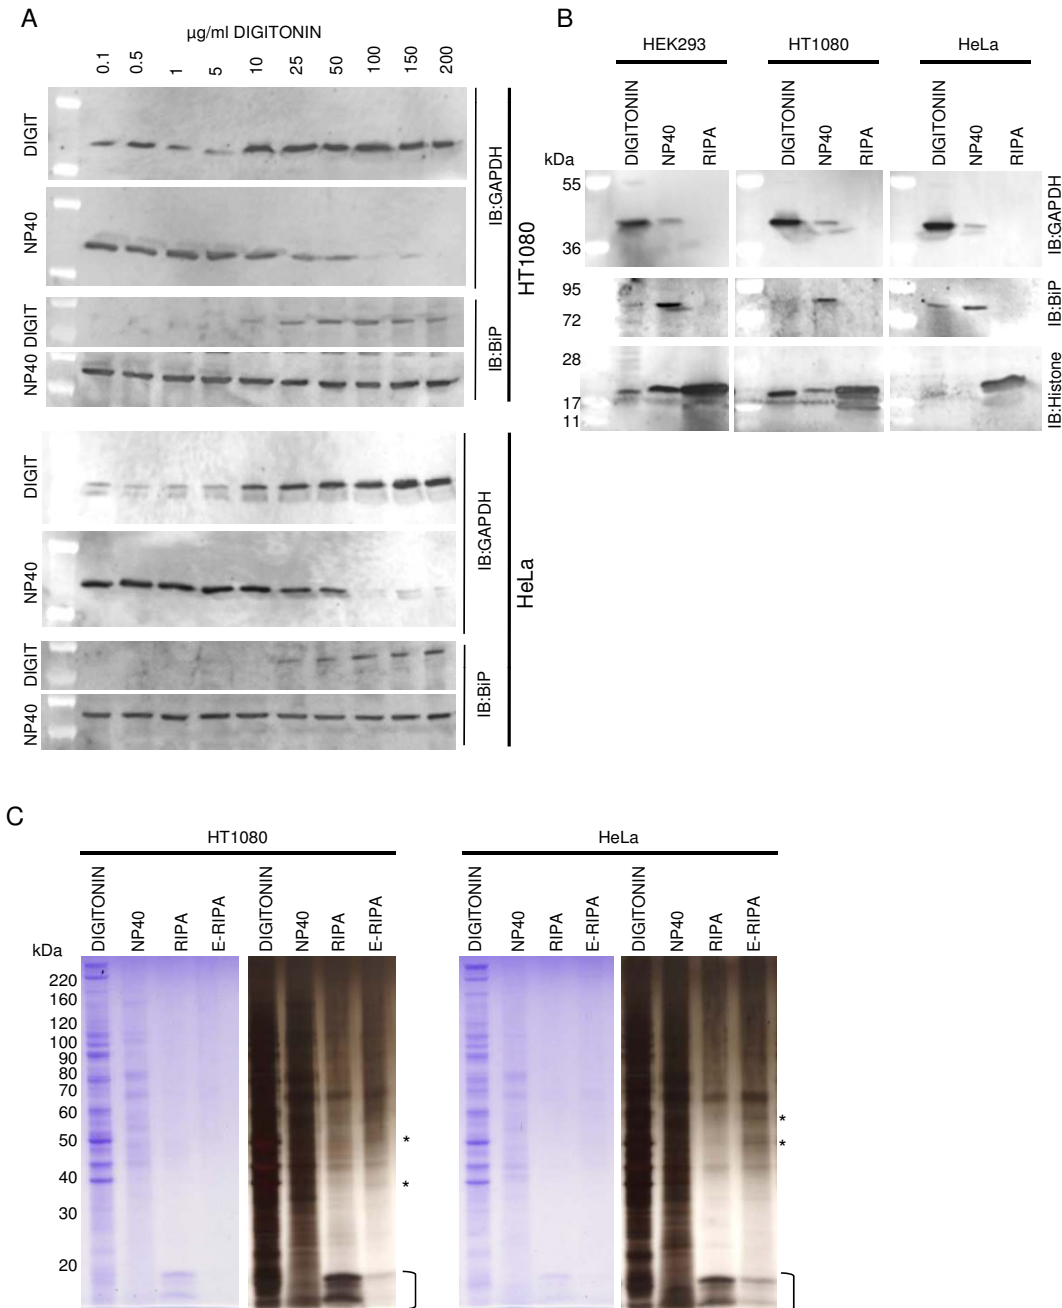 A
µg/ml DIGITONIN
0.1 0.5 1 5 10 25 50 100 150 200
DIGIT
NP40
IB:GAPDH
DIGIT
NP40
IB:BiP
HT1080
DIGIT
NP40
IB:GAPDH
DIGIT
NP40
IB:BiP
HeLa
B
HEK293 HT1080 HeLa
DIGITONIN NP40 RIPA DIGITONIN NP40 RIPA DIGITONIN NP40 RIPA
kDa
55
36
IB:GAPDH
95
72
IB:BiP
28
17
11
IB:Histone
C
HT1080 HeLa
DIGITONIN NP40 RIPA E-RIPA DIGITONIN NP40 RIPA E-RIPA DIGITONIN NP40 RIPA E-RIPA DIGITONIN NP40 RIPA E-RIPA
kDa
220
160
120
100
90
80
70
60
*
50
* *
40
*
30
20